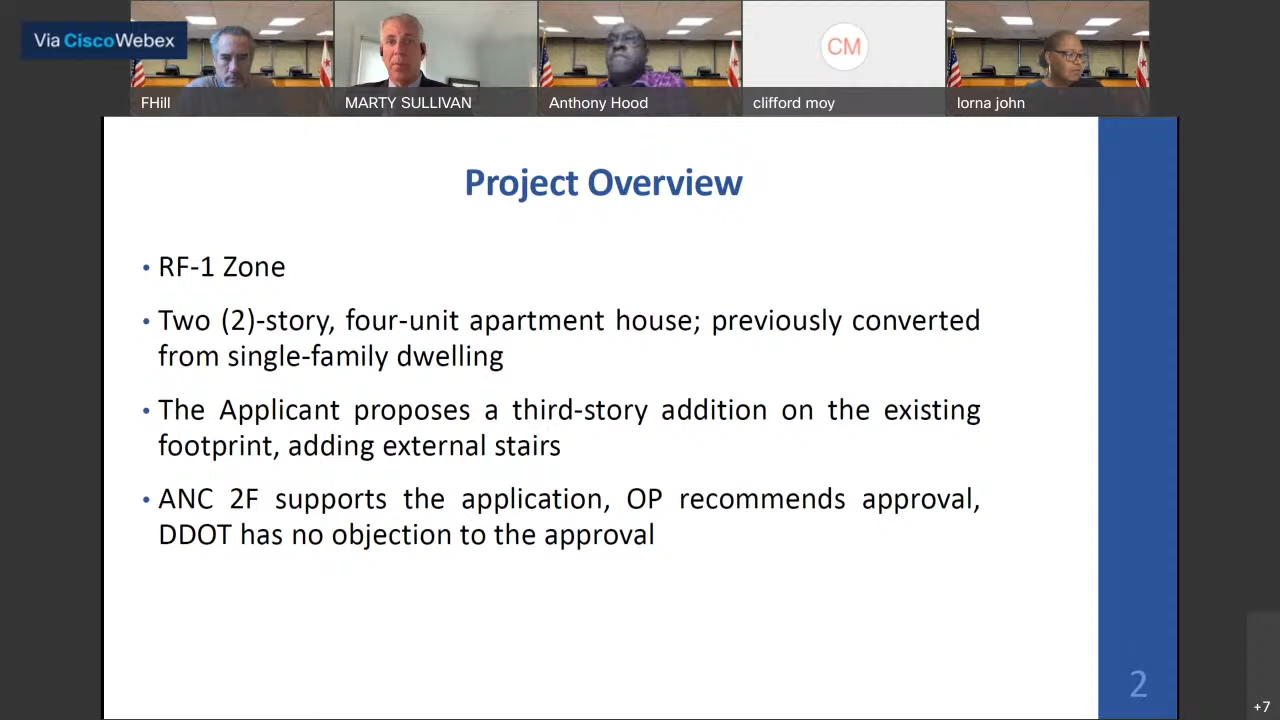 Via CiscoWebex
FHill
MARTY SULLIVAN
Anthony Hood
CM
clifford moy
lorna john
Project Overview
• RF-1 Zone
• Two (2)-story, four-unit apartment house; previously converted
from single-family dwelling
• The Applicant proposes a third-story addition on the existing
footprint, adding external stairs
• ANC 2F supports the application, OP recommends approval,
DDOT has no objection to the approval
2
+7